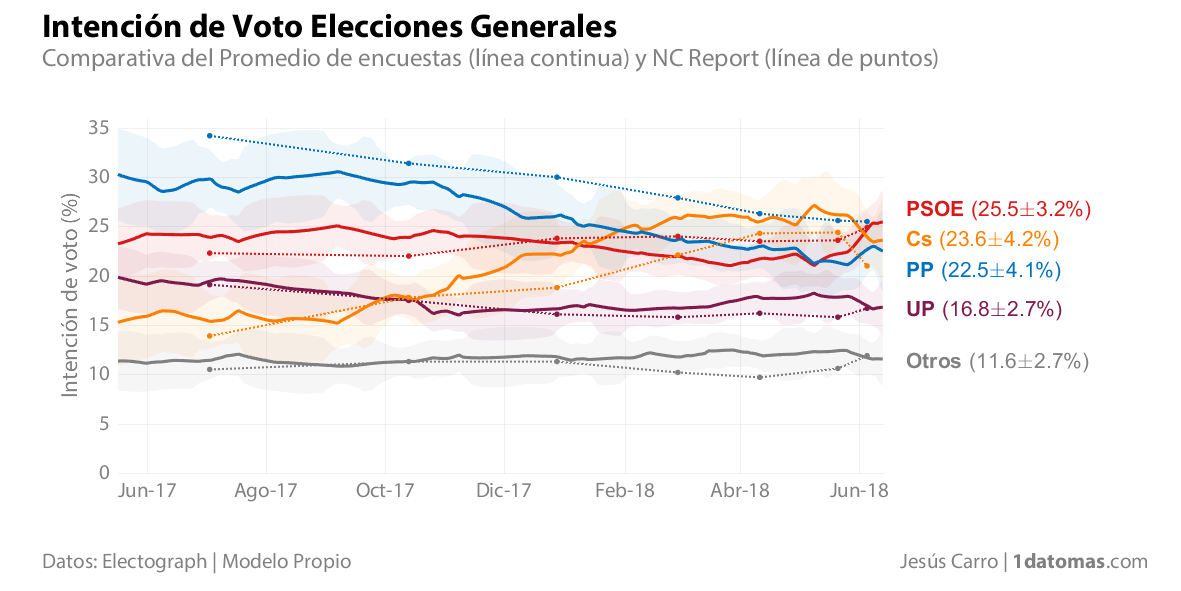 Intención de Voto Elecciones Generales
Comparativa del Promedio de encuestas (línea continua) y NC Report (línea de puntos)
Intención de voto (%)
35
30
25
20
15
10
5
0
Jun-17 Ago-17 Oct-17 Dic-17 Feb-18 Abr-18 Jun-18
PSOE (25.5±3.2%)
Cs (23.6±4.2%)
PP (22.5±4.1%)
UP (16.8±2.7%)
Otros (11.6±2.7%)
Datos: Electograph | Modelo Propio
Jesús Carro | 1datomas.com